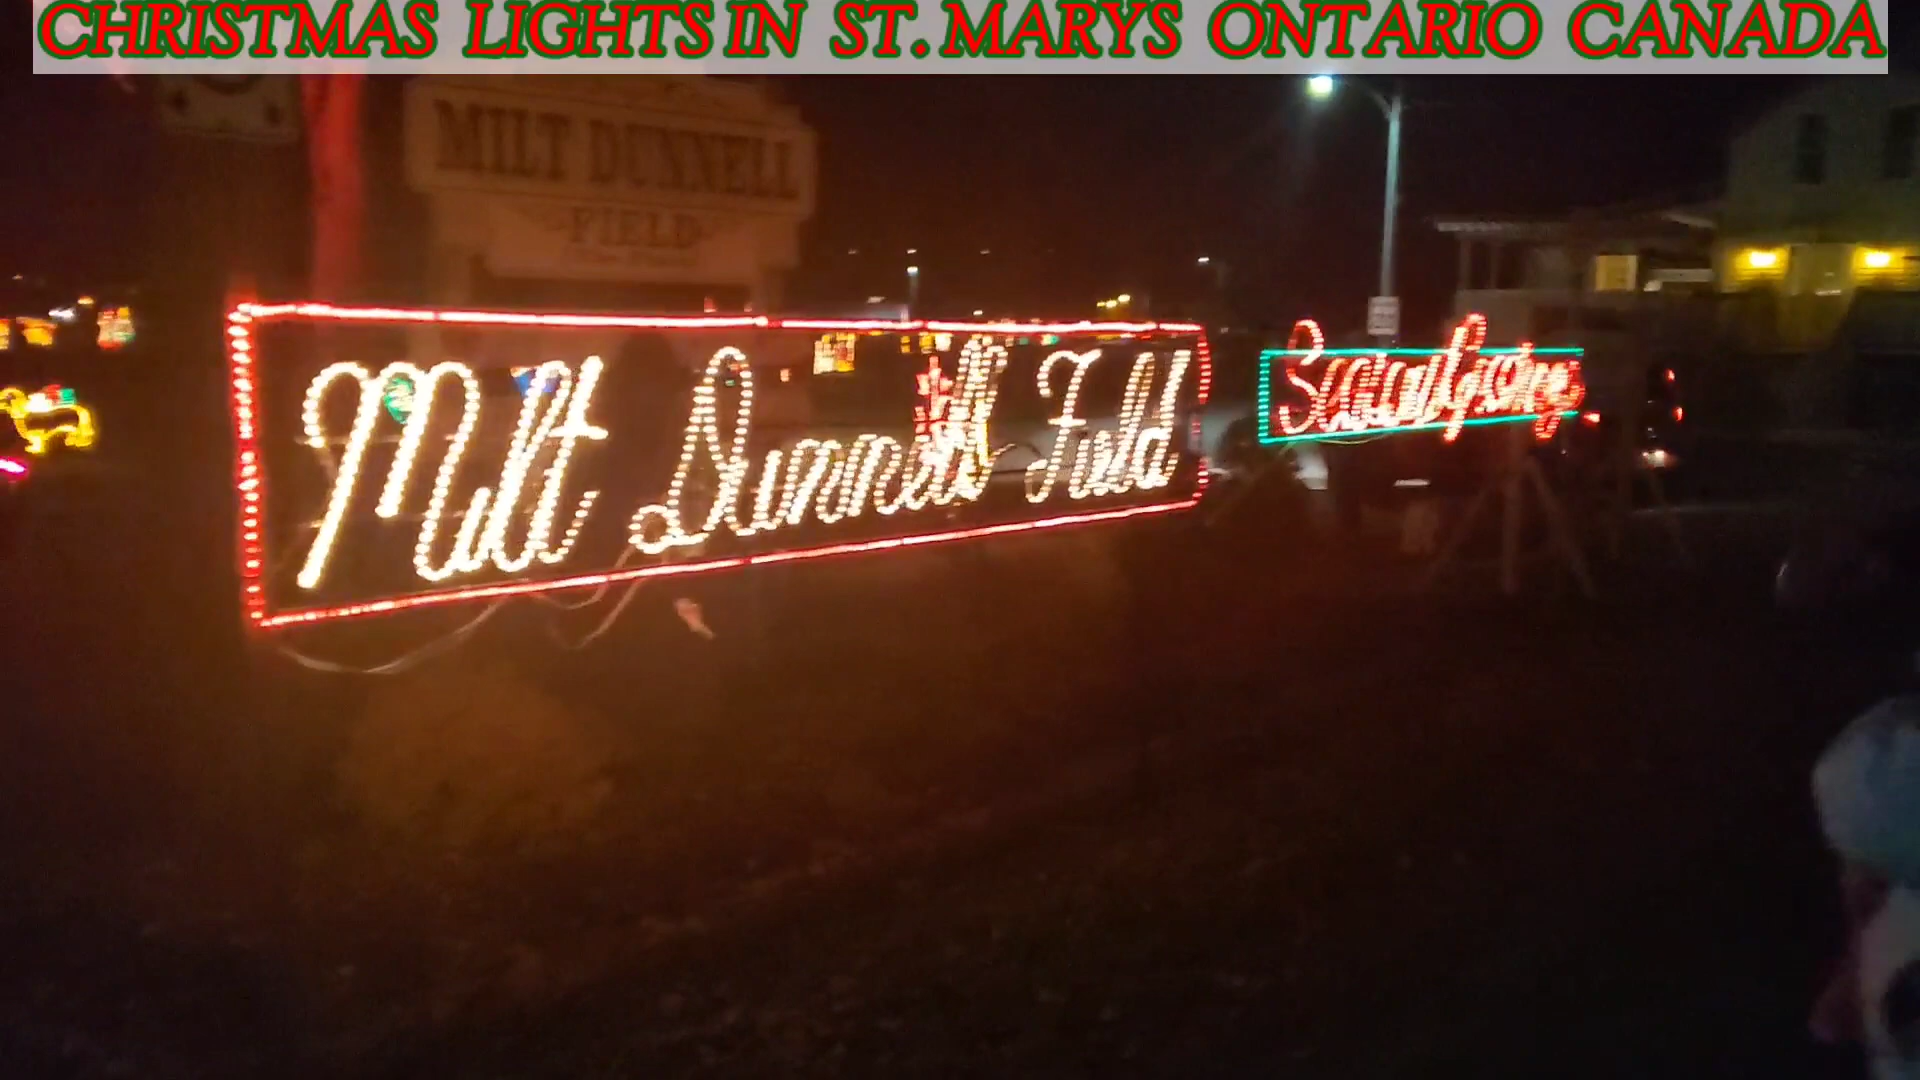 CHRISTMAS LIGHTS IN ST. MARYS ONTARIO CANADA
MILT DUNNELL
FIELD
Milt Dunnell Field